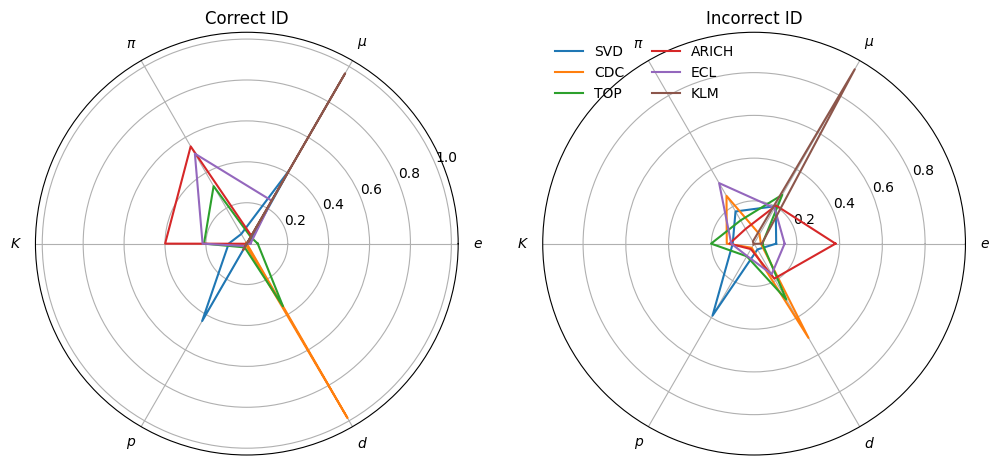 Correct ID
π
μ
K
e
p
d
0.2
0.4
0.6
0.8
1.0
Incorrect ID
π
μ
K
e
p
d
0.2
0.4
0.6
0.8
SVD
CDC
TOP
ARICH
ECL
KLM